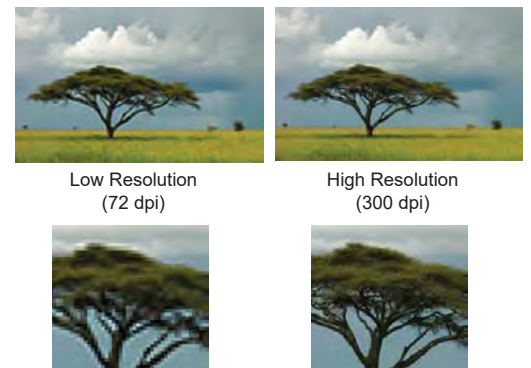 Low Resolution
(72 dpi)
High Resolution
(300 dpi)